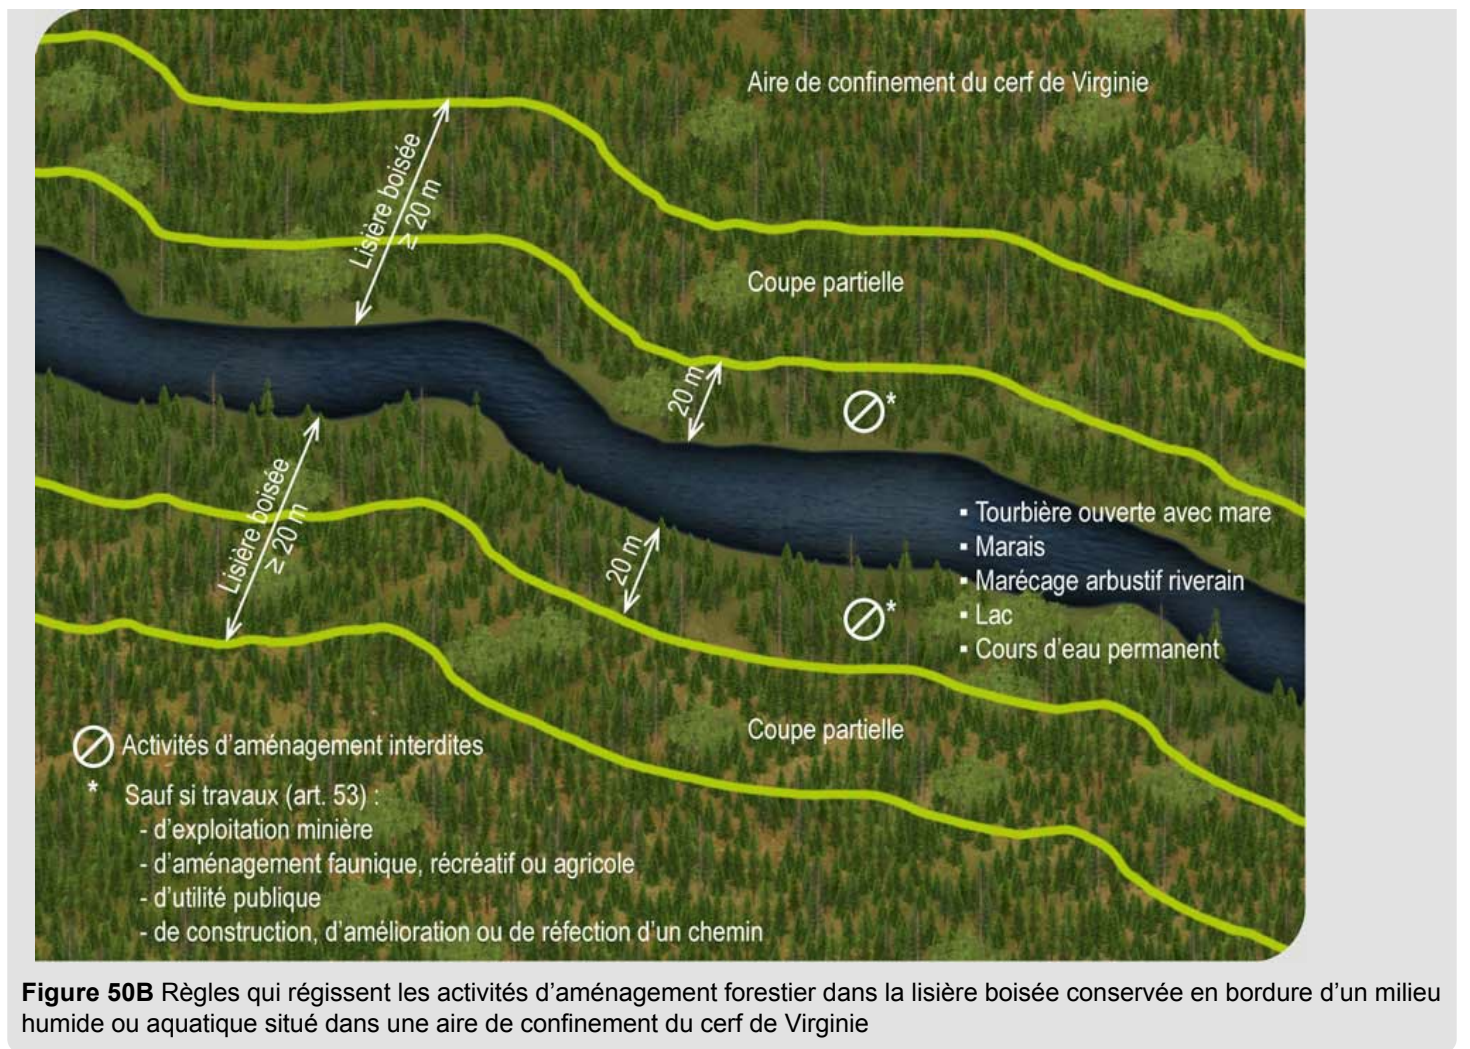 Aire de confinement du cerf de Virginie
Lisière boisée
≥ 20 m
Coupe partielle
20 m
*
Lisière boisée
≥ 20 m
20 m
*
▪ Tourbière ouverte avec mare
▪ Marais
▪ Marécage arbustif riverain
▪ Lac
▪ Cours d'eau permanent
Coupe partielle
Activités d'aménagement interdites
* Sauf si travaux (art. 53) :
- d'exploitation minière
- d'aménagement faunique, récréatif ou agricole
- d'utilité publique
- de construction, d'amélioration ou de réfection d'un chemin
Figure 50B Règles qui régissent les activités d'aménagement forestier dans la lisière boisée conservée en bordure d'un milieu
humide ou aquatique situé dans une aire de confinement du cerf de Virginie